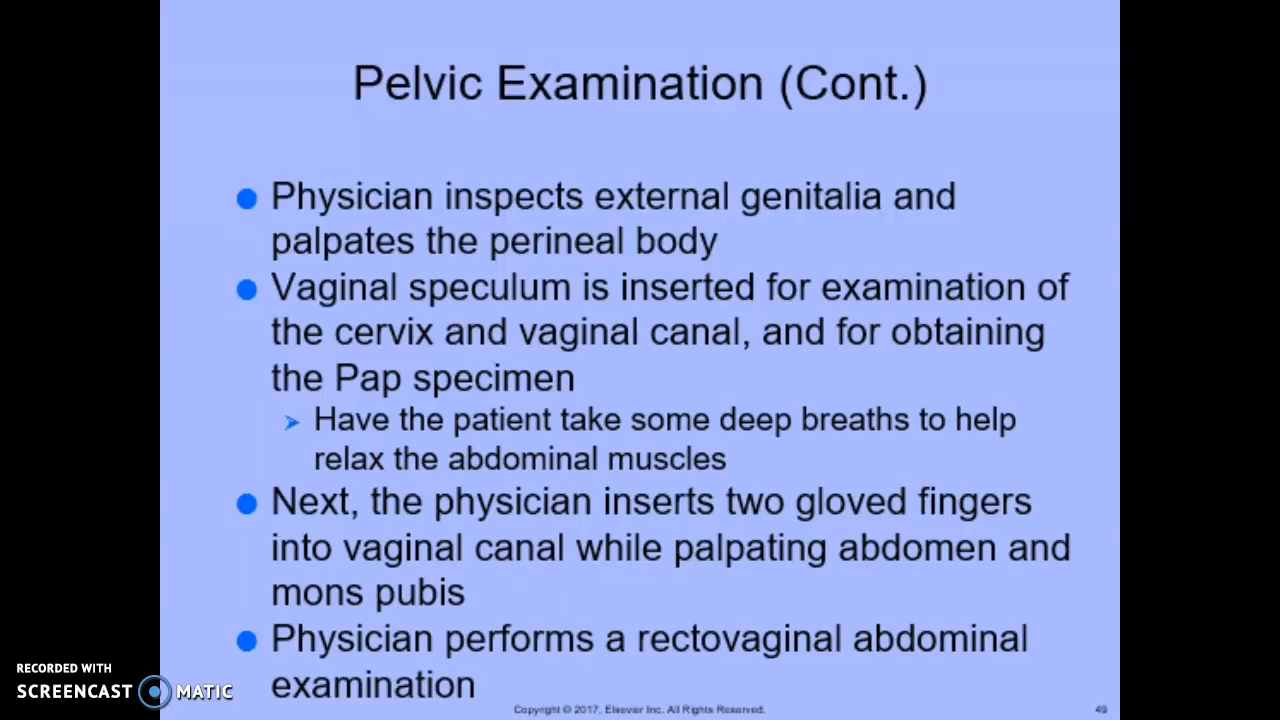 Pelvic Examination (Cont.)
Physician inspects external genitalia and
palpates the perineal body
Vaginal speculum is inserted for examination of
the cervix and vaginal canal, and for obtaining
the Pap specimen
Have the patient take some deep breaths to help
relax the abdominal muscles
Next, the physician inserts two gloved fingers
into vaginal canal while palpating abdomen and
mons pubis
Physician performs a rectovaginal abdominal
examination
RECORDED WITH
SCREENCAST MATIC
Copyright © 2017, Elsevier Inc. All Rights Reserved.
49